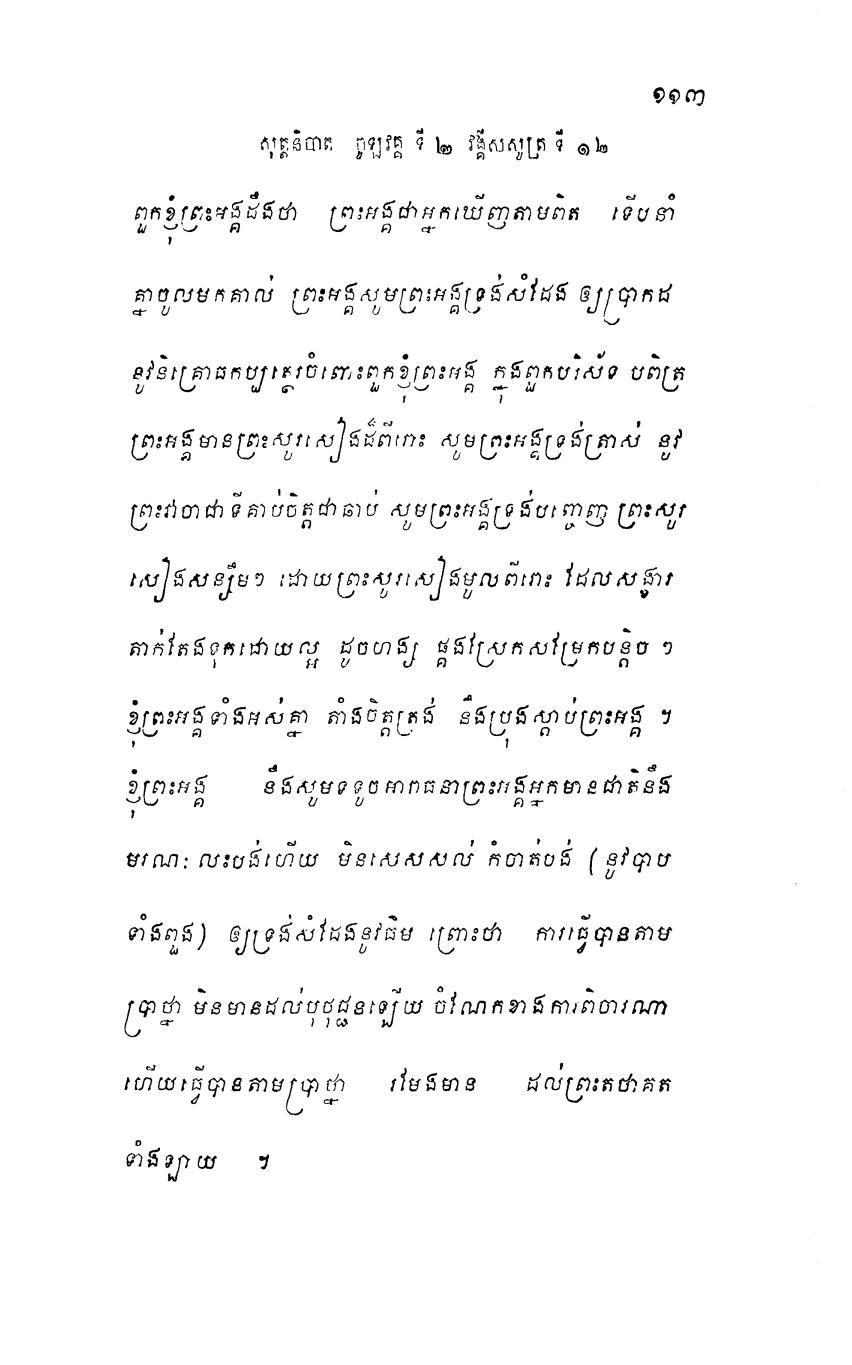 ១១៣
សុត្តនិបាត ចូឡវគ្គ ទី ២ វង្គីសសូត្រ ទី ១២
ពួកខ្ញុំព្រះអង្គដឹងថា ព្រះអង្គជាអ្នកឃើញតាមពិត ទើបនាំ
គ្នាចូលមកគាល់ ព្រះអង្គសូមព្រះអង្គទ្រង់សំដែង ឲ្យប្រាកដ
នូវនិគ្រោធកប្បត្ថេរចំពោះពួកខ្ញុំព្រះអង្គ ក្នុងពួកបរិស័ទ បពិត្រ
ព្រះអង្គមានព្រះសូរសៀងដ៏ពីរោះ សូមព្រះអង្គទ្រង់ត្រាស់ នូវ
ព្រះវាចាជាទីគាប់ចិត្តជាឆាប់ សូមព្រះអង្គទ្រង់បញ្ចេញ ព្រះសូរ
សៀងសន្សឹមៗ ដោយព្រះសូរសៀងមូលពីរោះ ដែលសង្ខារ
តាក់តែងទុកដោយល្អ ដូចហង្ស ផ្គងស្រែកសម្រែកបន្តិច ៗ
ខ្ញុំព្រះអង្គទាំងអស់គ្នា តាំងចិត្តត្រង់ នឹងប្រុងស្តាប់ព្រះអង្គ ។
ខ្ញុំព្រះអង្គ នឹងសូមទទូចអារាធនាព្រះអង្គអ្នកមានជាតិនឹង
មរណៈ លះបង់ហើយ មិនសេសសល់ កំចាត់បង់ (នូវបាប
ទាំងពួង) ឲ្យទ្រង់សំដែងនូវធម៌ ព្រោះថា ការធ្វើបានតាម
ប្រាថ្នា មិនមានដល់បុថុជ្ជនឡើយ ចំណែកខាងការពិចារណា
ហើយធ្វើបានតាមប្រាថ្នា រមែងមាន ដល់ព្រះតថាគត
ទាំងឡាយ ។